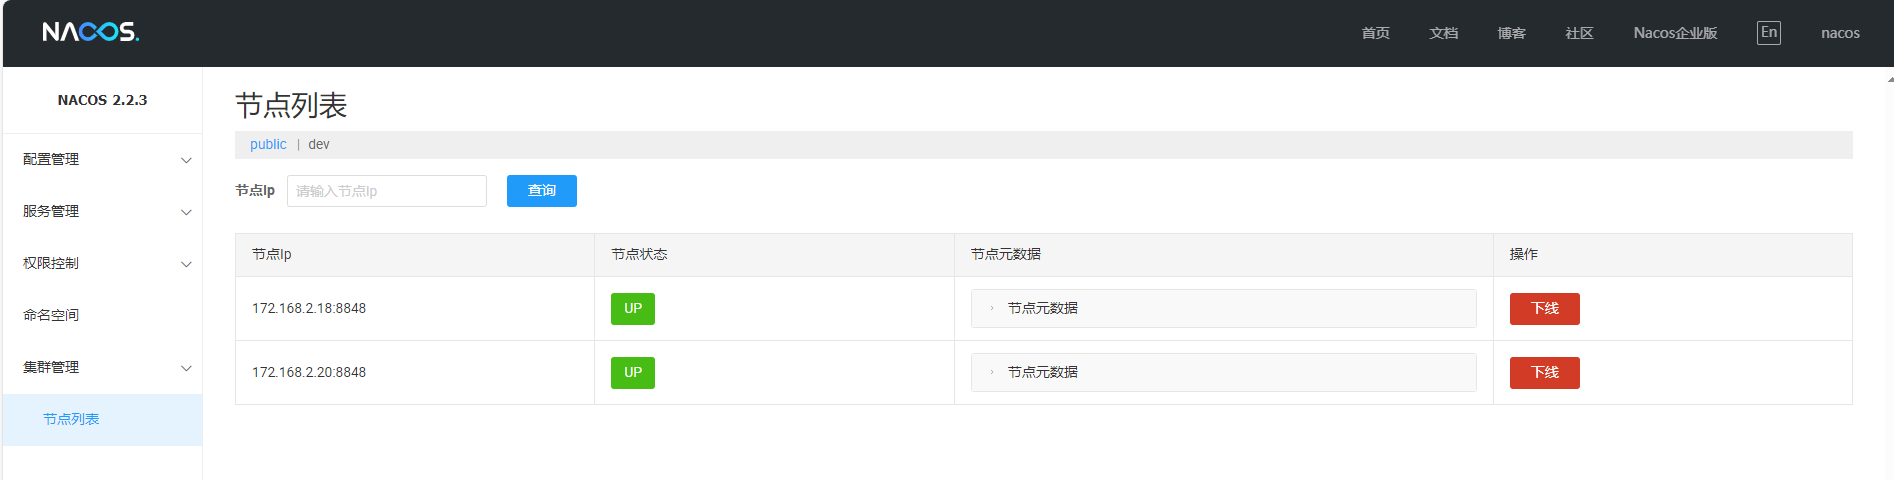 NACOS.
首页 文档 博客 社区 Nacos企业版 En nacos
NACOS 2.2.3
配置管理
服务管理
权限控制
命名空间
集群管理
节点列表
节点列表
public | dev
节点Ip 请输入节点Ip 查询
节点Ip 节点状态 节点元数据 操作
172.168.2.18:8848 UP 节点元数据 下线
172.168.2.20:8848 UP 节点元数据 下线